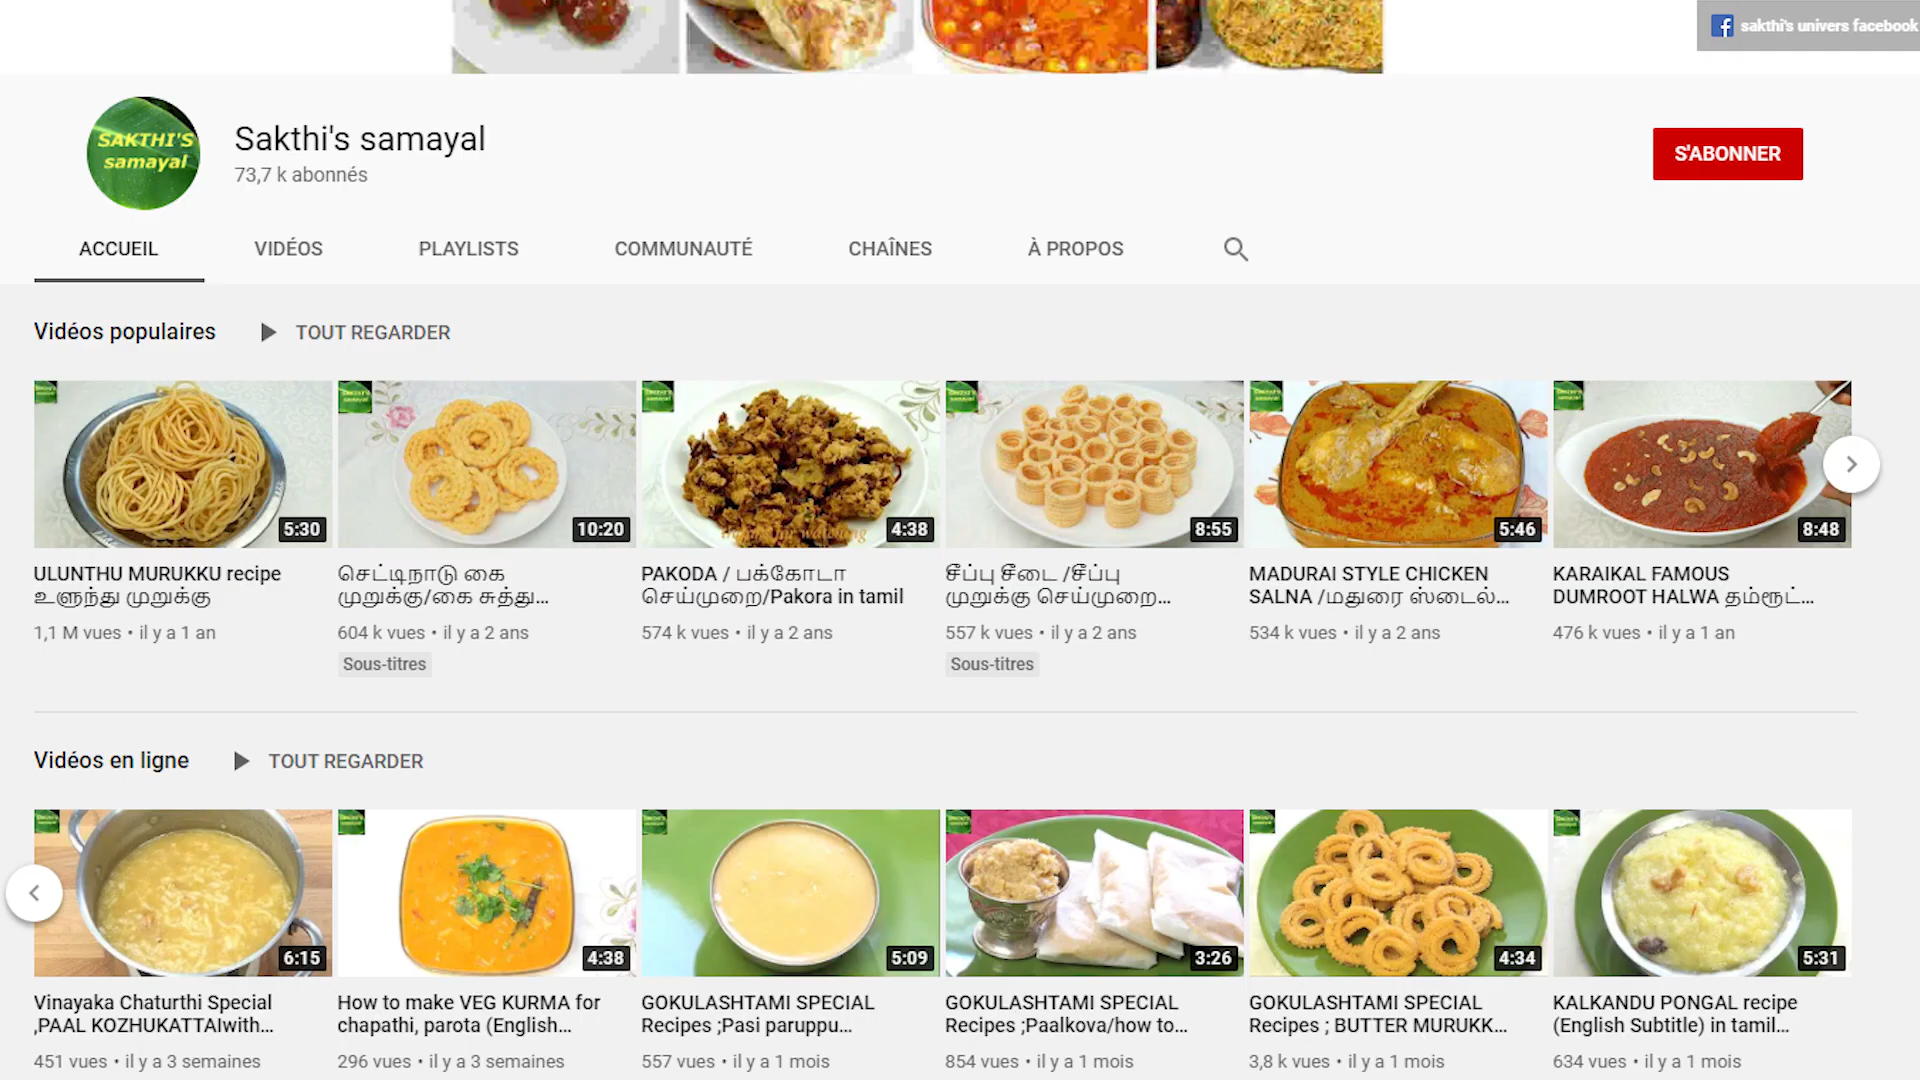 sakthi's univers facebook
SAKTHI'S
samayal
Sakthi's samayal
73,7 k abonnés
S'ABONNER
ACCUEIL
VIDÉOS
PLAYLISTS
COMMUNAUTÉ
CHAÎNES
À PROPOS
Vidéos populaires
TOUT REGARDER
5:30
10:20
4:38
8:55
5:46
8:48
ULUNTHU MURUKKU recipe
உளுந்து முறுக்கு
1,1 M vues • il y a 1 an
செட்டிநாடு கை
முறுக்கு/கை சுத்து...
604 k vues • il y a 2 ans
Sous-titres
PAKODA / பக்கோடா
செய்முறை/Pakora in tamil
574 k vues • il y a 2 ans
சீப்பு சீடை /சீப்பு
முறுக்கு செய்முறை...
557 k vues • il y a 2 ans
Sous-titres
MADURAI STYLE CHICKEN
SALNA /மதுரை ஸ்டைல்...
534 k vues • il y a 2 ans
KARAIKAL FAMOUS
DUMROOT HALWA தம்ரூட்...
476 k vues • il y a 1 an
Vidéos en ligne
TOUT REGARDER
6:15
4:38
5:09
3:26
4:34
5:31
Vinayaka Chaturthi Special
,PAAL KOZHUKATTAIwith...
451 vues • il y a 3 semaines
How to make VEG KURMA for
chapathi, parota (English...
296 vues • il y a 3 semaines
GOKULASHTAMI SPECIAL
Recipes ;Pasi paruppu...
557 vues • il y a 1 mois
GOKULASHTAMI SPECIAL
Recipes ;Paalkova/how to...
854 vues • il y a 1 mois
GOKULASHTAMI SPECIAL
Recipes ; BUTTER MURUKK...
3,8 k vues • il y a 1 mois
KALKANDU PONGAL recipe
(English Subtitle) in tamil...
634 vues • il y a 1 mois